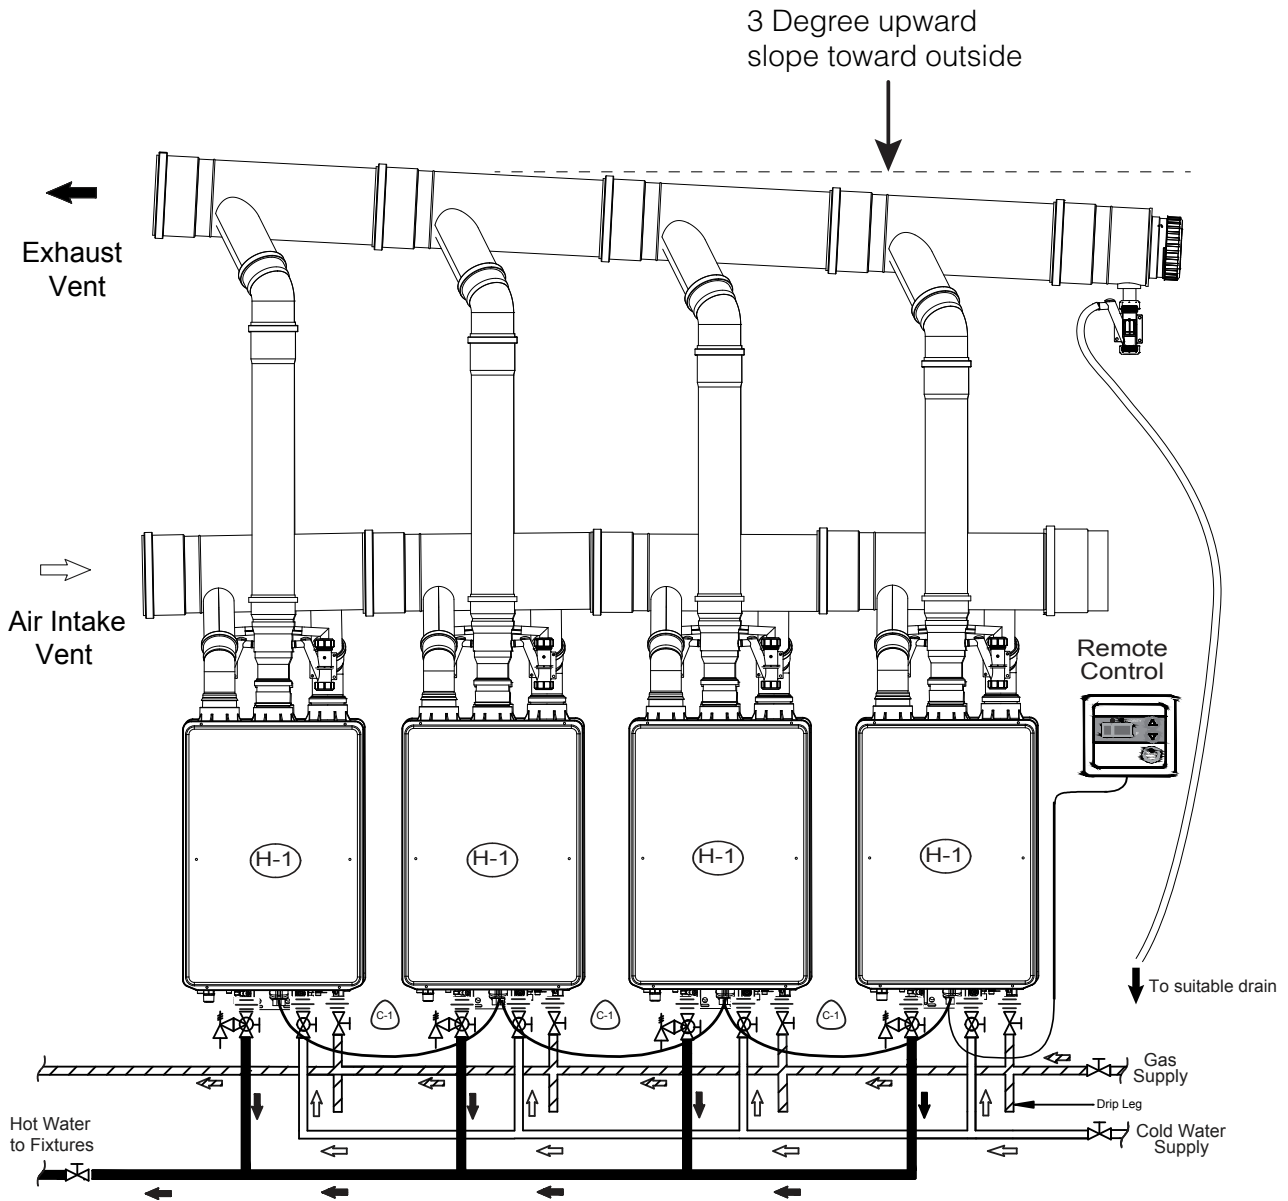 3 Degree upward
slope toward outside
Exhaust
Vent
Air Intake
Vent
Remote
Control
H-1
H-1
H-1
H-1
To suitable drain
C-1
C-1
C-1
Gas
Supply
Drip Leg
Hot Water
to Fixtures
Cold Water
Supply